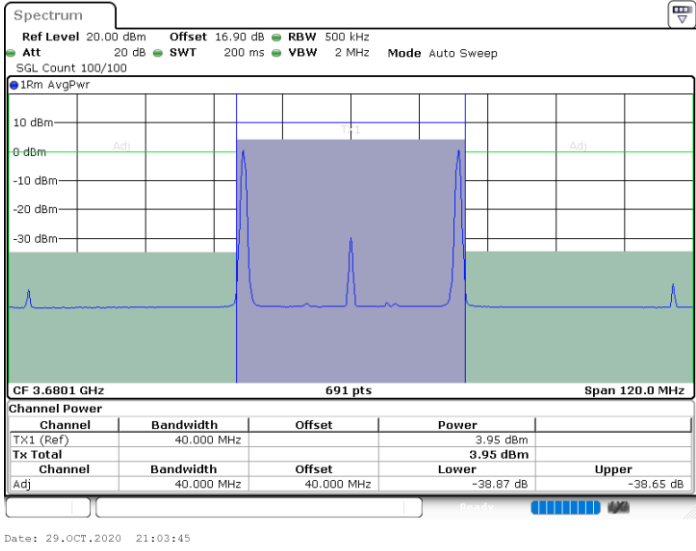 Spectrum
Ref Level 20.00 dBm Offset 16.90 dB RBW 500 kHz
Att 20 dB SWT 200 ms VBW 2 MHz Mode Auto Sweep
SGL Count 100/100
1Rm AvgPwr
10 dBm
TX1
Adj
0 dBm
Adj
-10 dBm
-20 dBm
-30 dBm
CF 3.6801 GHz 691 pts Span 120.0 MHz
Channel Power
Channel Bandwidth Offset Power
TX1 (Ref) 40.000 MHz 3.95 dBm
Tx Total 3.95 dBm
Channel Bandwidth Offset Lower Upper
Adj 40.000 MHz 40.000 MHz -38.87 dB -38.65 dB
Ready
Date: 29.OCT.2020 21:03:45